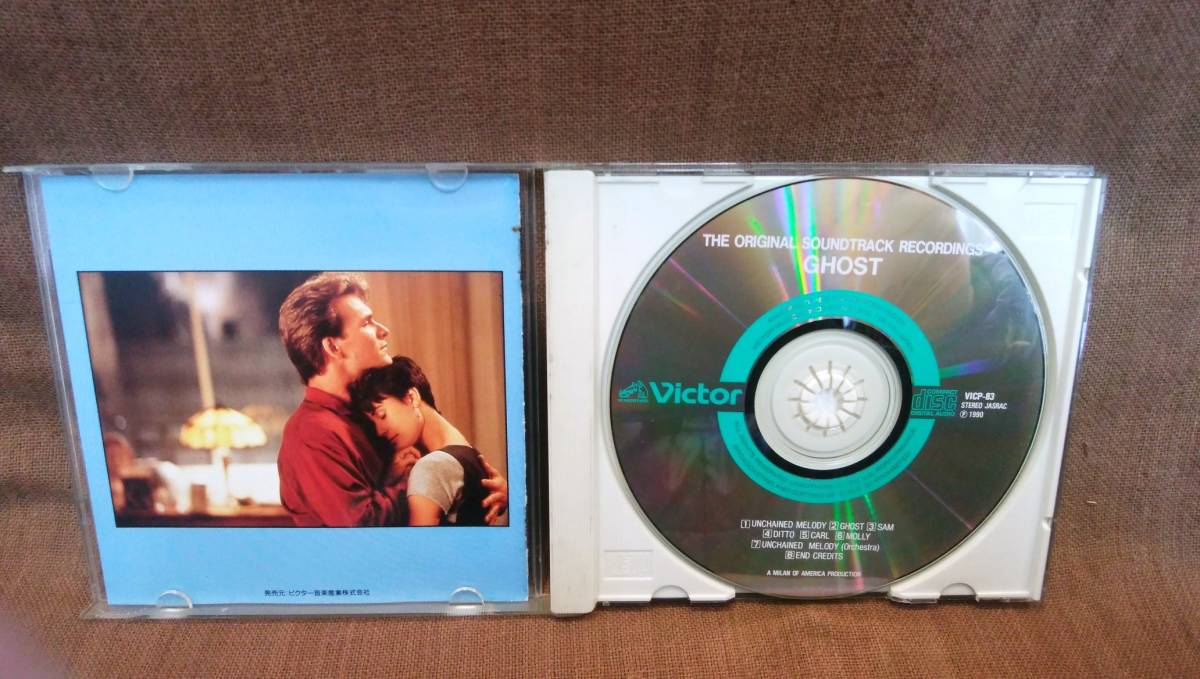 発売元:ビクター音楽産業株式会社
THE ORIGINAL SOUNDTRACK RECORDINGS
GHOST
Victor
COMPACT
disc
DIGITAL AUDIO
VICP-83
STEREO JASRAC
Ⓟ 1990
1 UNCHAINED MELODY 2 GHOST 3 SAM
4 DITTO 5 CARL 6 MOLLY
7 UNCHAINED MELODY (Orchestra)
8 END CREDITS
A MILAN OF AMERICA PRODUCTION